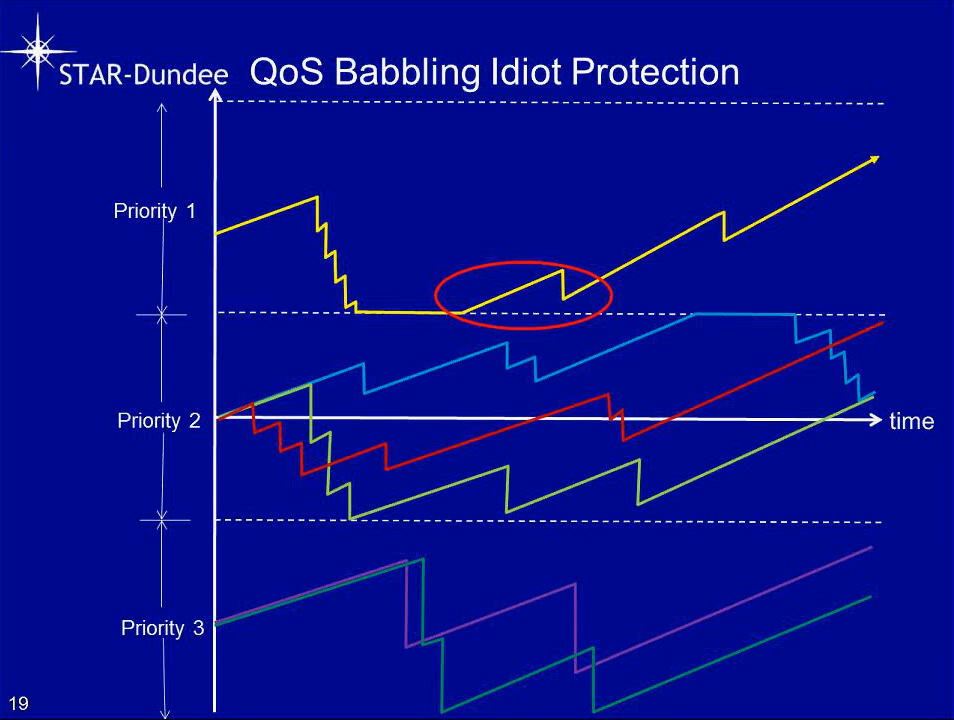 STAR-Dundee QoS Babbling Idiot Protection
Priority 1
Priority 2
time
Priority 3
19